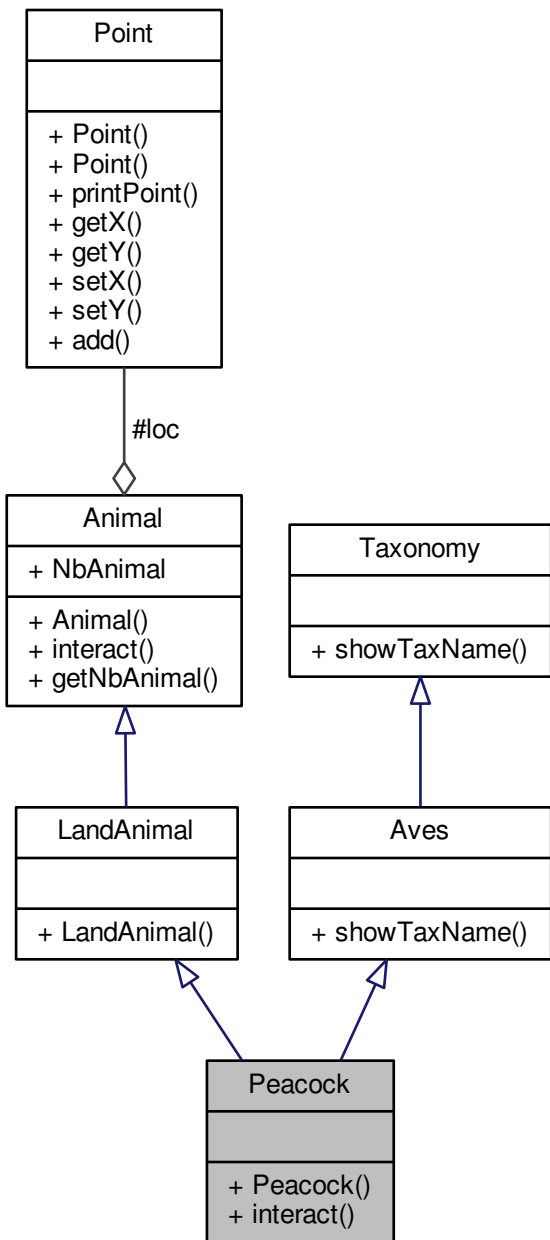 Point
+ Point()
+ Point()
+ printPoint()
+ getX()
+ getY()
+ setX()
+ setY()
+ add()
#loc
Animal
+ NbAnimal
+ Animal()
+ interact()
+ getNbAnimal()
Taxonomy
+ showTaxName()
LandAnimal
+ LandAnimal()
Aves
+ showTaxName()
Peacock
+ Peacock()
+ interact()